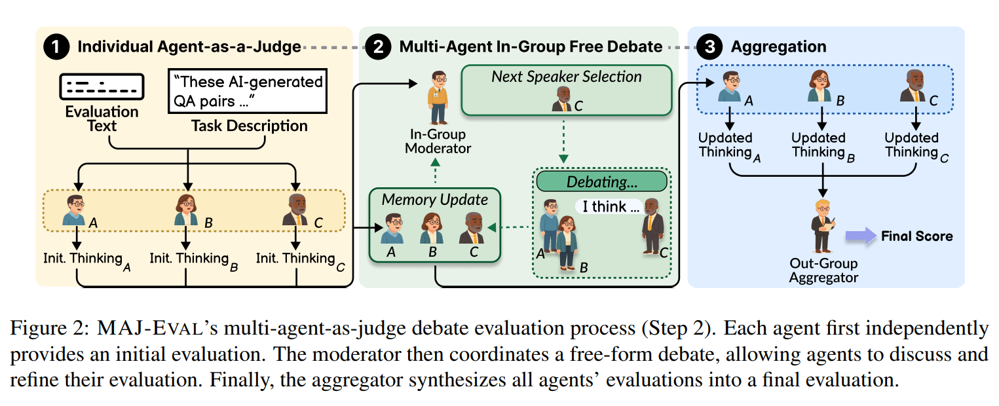 1 Individual Agent-as-a-Judge
Evaluation
Text
“These AI-generated
QA pairs ...”
Task Description
A
B
C
Init. Thinking A
Init. Thinking B
Init. Thinking C
2 Multi-Agent In-Group Free Debate
In-Group
Moderator
Next Speaker Selection
C
Memory Update
A
B
C
Debating...
I think ...
A
B
C
3 Aggregation
A
B
C
Updated
Thinking A
Updated
Thinking B
Updated
Thinking C
Out-Group
Aggregator
Final Score
Figure 2: MAJ-EVAL’s multi-agent-as-judge debate evaluation process (Step 2). Each agent first independently
provides an initial evaluation. The moderator then coordinates a free-form debate, allowing agents to discuss and
refine their evaluation. Finally, the aggregator synthesizes all agents’ evaluations into a final evaluation.